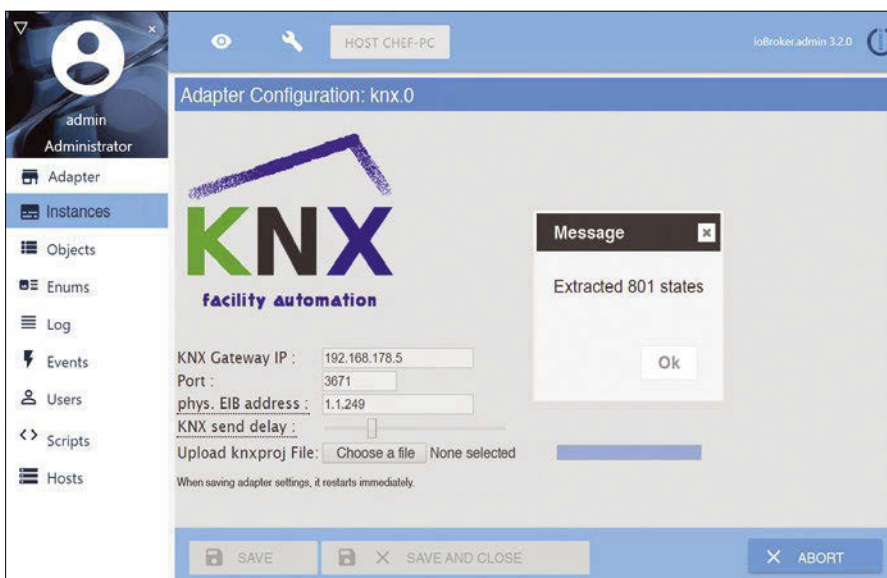 HOST CHEF-PC
ioBroker.admin 3.2.0
admin
Administrator
Adapter
Instances
Objects
Enums
Log
Events
Users
Scripts
Hosts
Adapter Configuration: knx.0
KNX
facility automation
Message
Extracted 801 states
Ok
KNX Gateway IP : 192.168.178.5
Port : 3671
phys. EIB address : 1.1.249
KNX send delay :
Upload knxproj File: Choose a file None selected
When saving adapter settings, it restarts immediately.
SAVE
SAVE AND CLOSE
ABORT